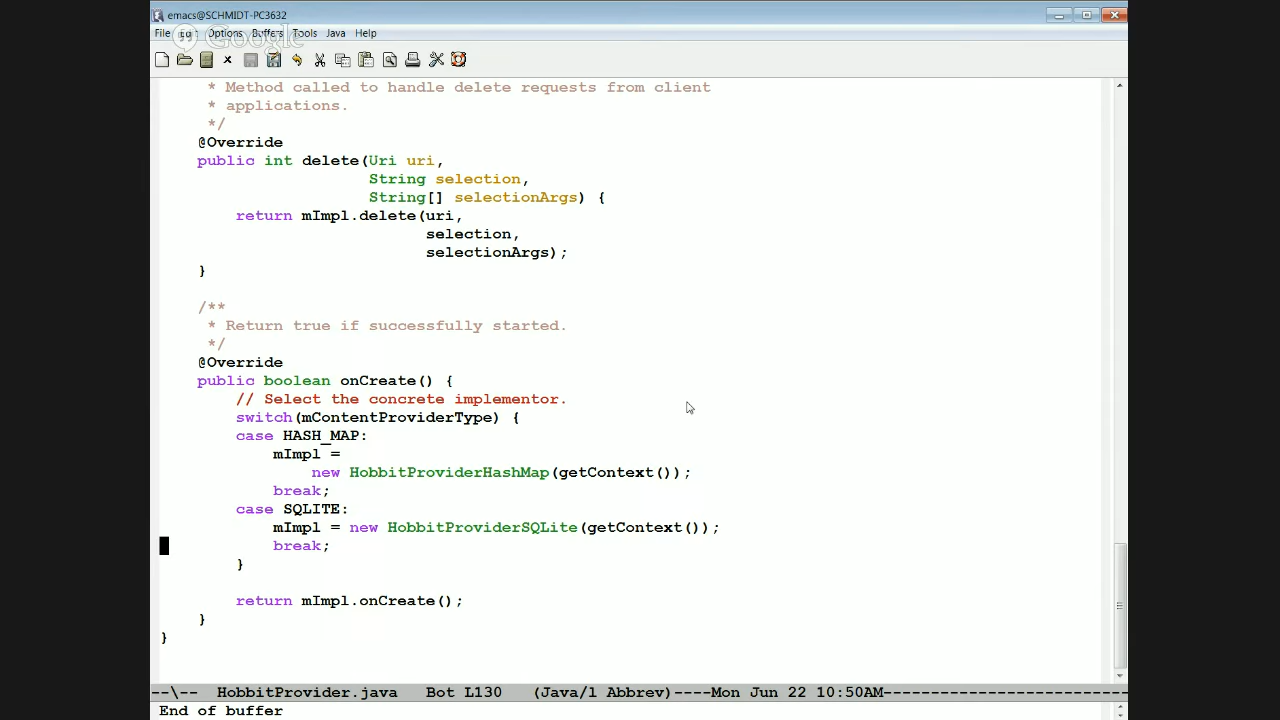 emacs@SCHMIDT-PC3632
File Edit Options Buffers Tools Java Help
Google
     * Method called to handle delete requests from client
     * applications.
     */
    @Override
    public int delete(Uri uri,
                      String selection,
                      String[] selectionArgs) {
        return mImpl.delete(uri,
                            selection,
                            selectionArgs);
    }
    /**
     * Return true if successfully started.
     */
    @Override
    public boolean onCreate() {
        // Select the concrete implementor.
        switch(mContentProviderType) {
        case HASH_MAP:
            mImpl =
                new HobbitProviderHashMap(getContext());
            break;
        case SQLITE:
            mImpl = new HobbitProviderSQLite(getContext());
            break;
        }
        return mImpl.onCreate();
    }
}
--\-- HobbitProvider.java Bot L130 (Java/l Abbrev)----Mon Jun 22 10:50AM--------------------------
End of buffer